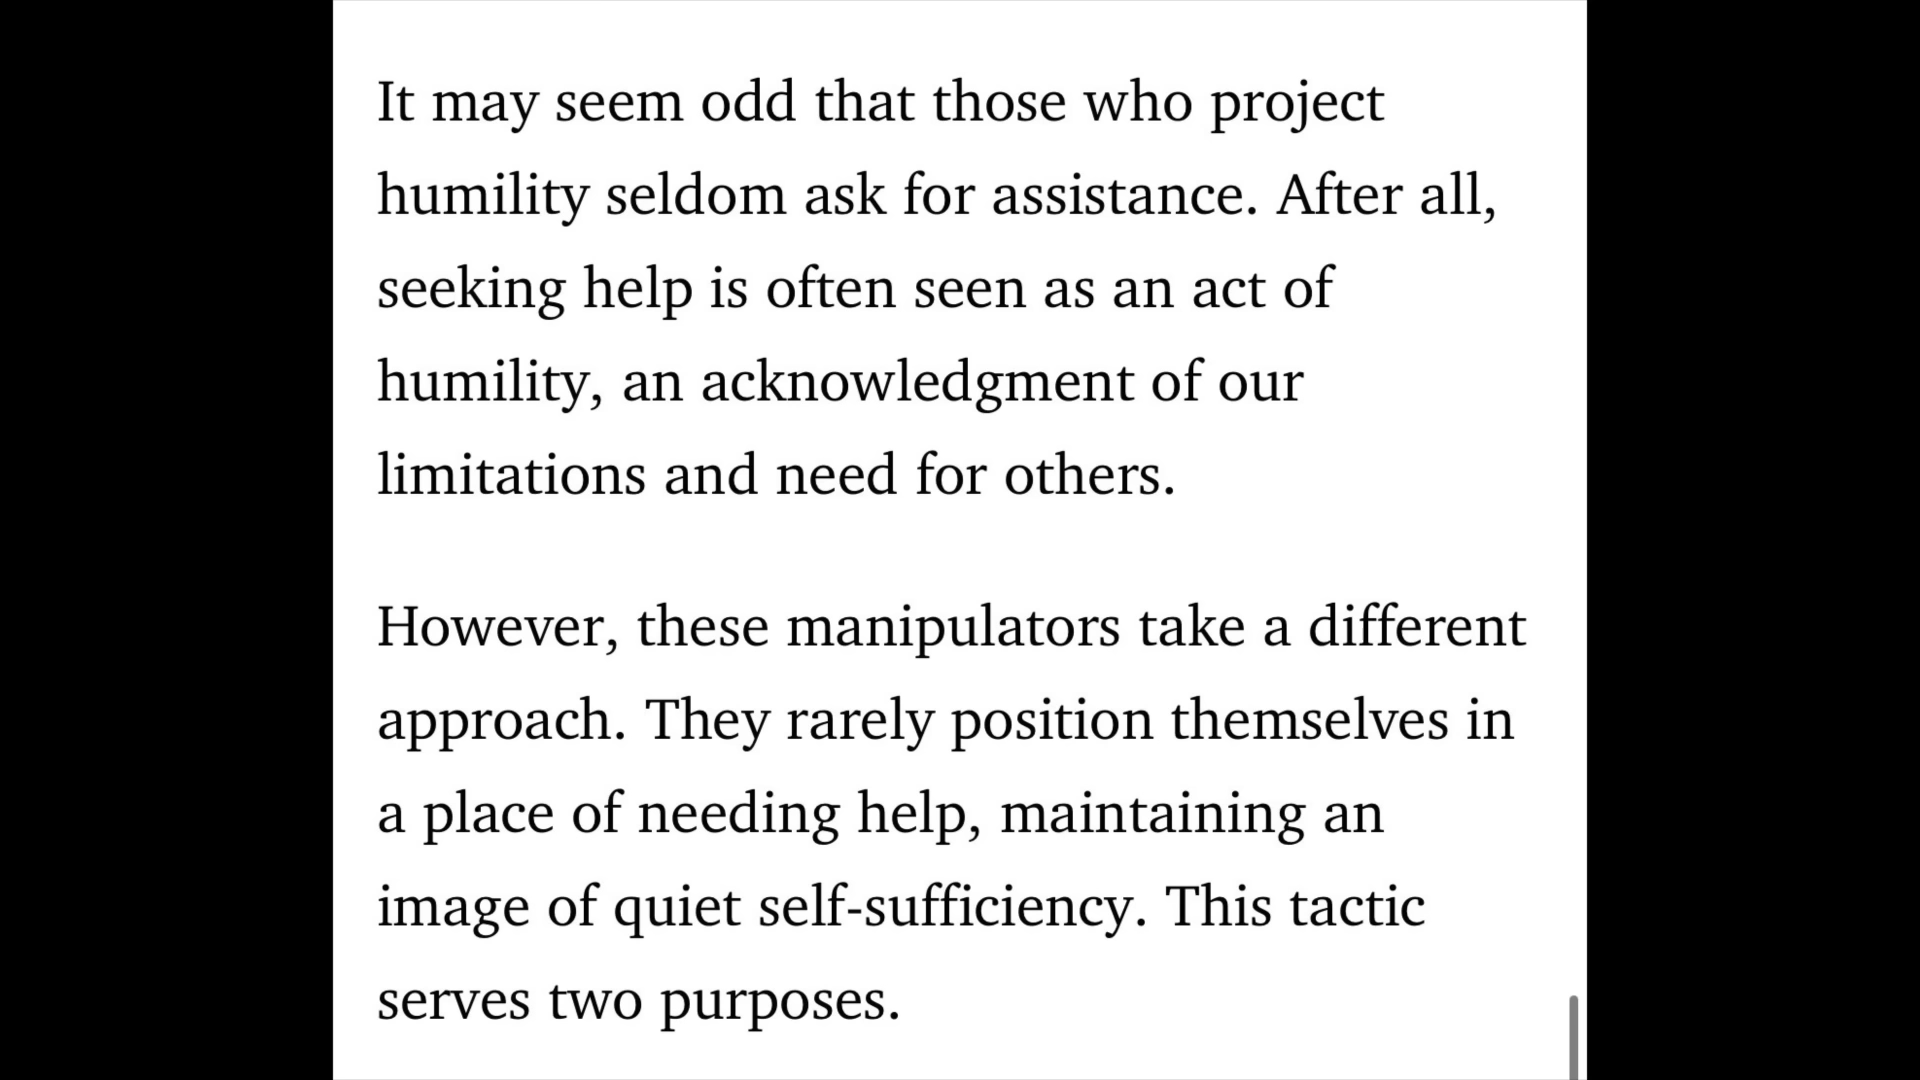 It may seem odd that those who project
humility seldom ask for assistance. After all,
seeking help is often seen as an act of
humility, an acknowledgment of our
limitations and need for others.
However, these manipulators take a different
approach. They rarely position themselves in
a place of needing help, maintaining an
image of quiet self-sufficiency. This tactic
serves two purposes.